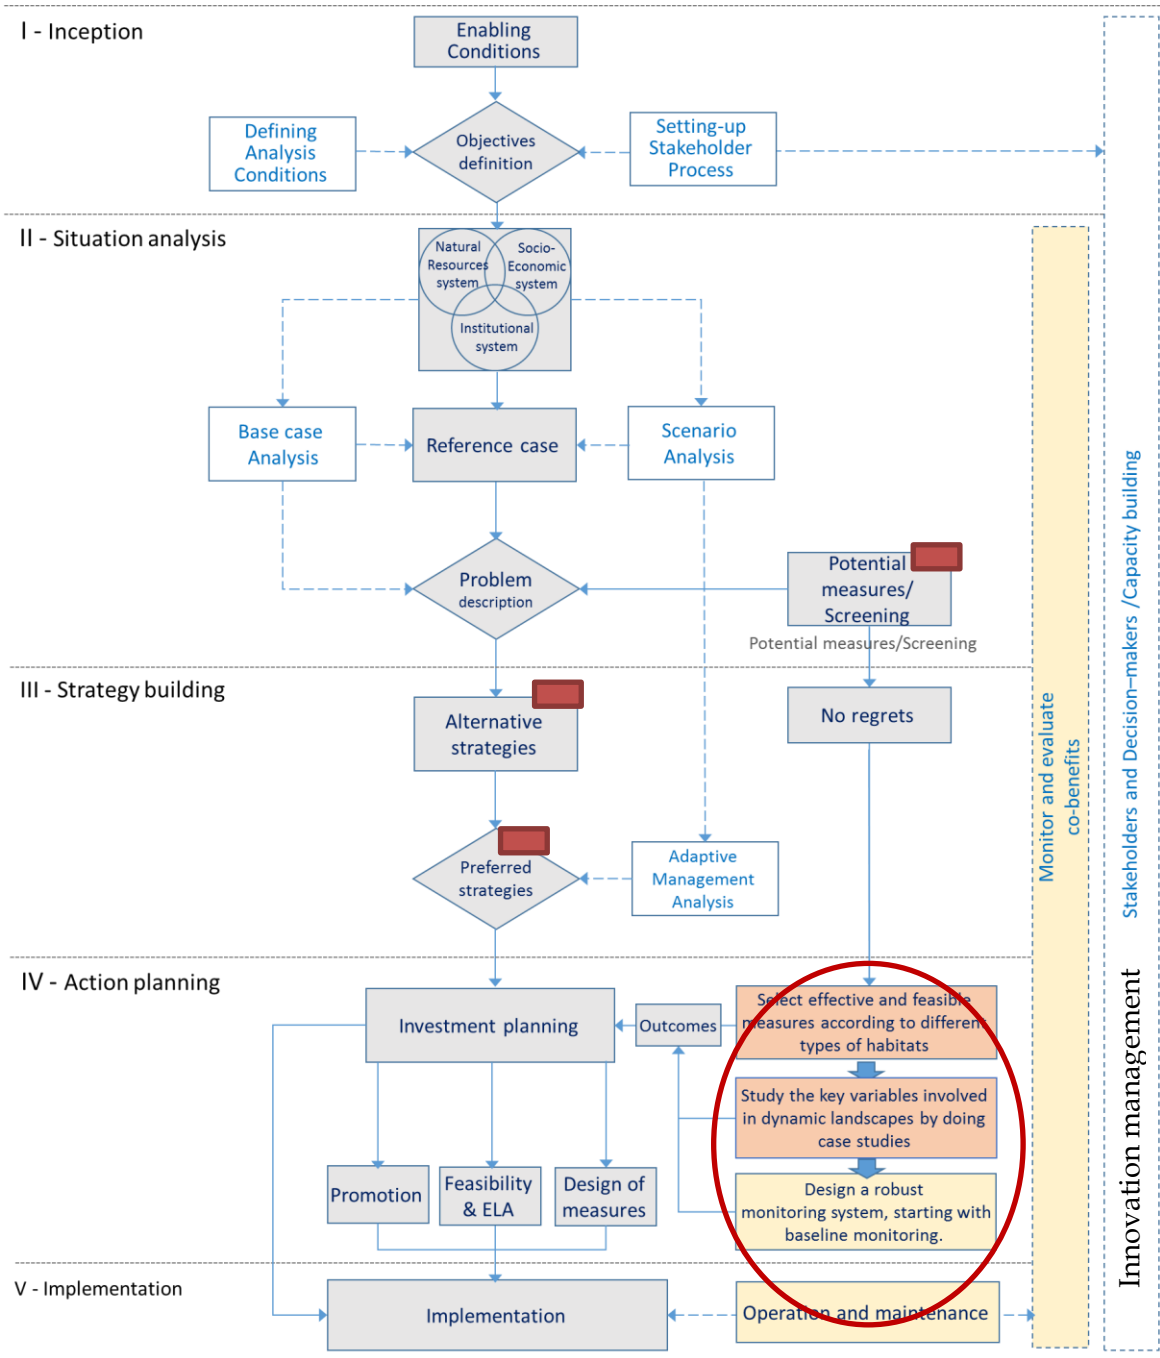 I - Inception
Enabling
Conditions
Defining
Analysis
Conditions
Objectives
definition
Setting-up
Stakeholder
Process
II - Situation analysis
Natural
Resources
system
Socio-
Economic
system
Institutional
system
Base case
Analysis
Reference case
Scenario
Analysis
Problem
description
Potential
measures/
Screening
Potential measures/Screening
III - Strategy building
Alternative
strategies
No regrets
Preferred
strategies
Adaptive
Management
Analysis
IV - Action planning
Investment planning
Outcomes
Select effective and feasible
measures according to different
types of habitats
Study the key variables involved
in dynamic landscapes by doing
case studies
Promotion
Feasibility
& ELA
Design of
measures
Design a robust
monitoring system, starting with
baseline monitoring.
V - Implementation
Implementation
Operation and maintenance
Monitor and evaluate
co-benefits
Stakeholders and Decision–makers /Capacity building
Innovation management